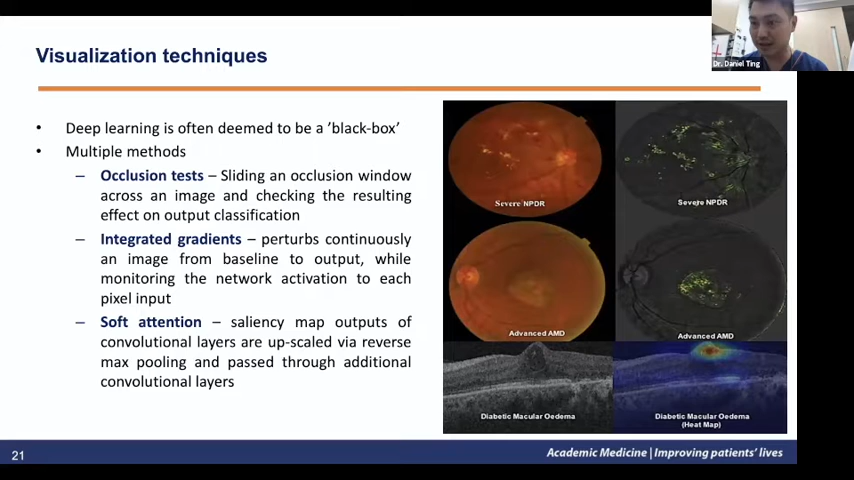 Visualization techniques
Dr. Daniel Ting
• Deep learning is often deemed to be a ’black-box’
• Multiple methods
– Occlusion tests – Sliding an occlusion window
across an image and checking the resulting
effect on output classification
– Integrated gradients – perturbs continuously
an image from baseline to output, while
monitoring the network activation to each
pixel input
– Soft attention – saliency map outputs of
convolutional layers are up-scaled via reverse
max pooling and passed through additional
convolutional layers
Severe NPDR
Severe NPDR
Advanced AMD
Advanced AMD
Diabetic Macular Oedema
Diabetic Macular Oedema
(Heat Map)
21
Academic Medicine | Improving patients’ lives